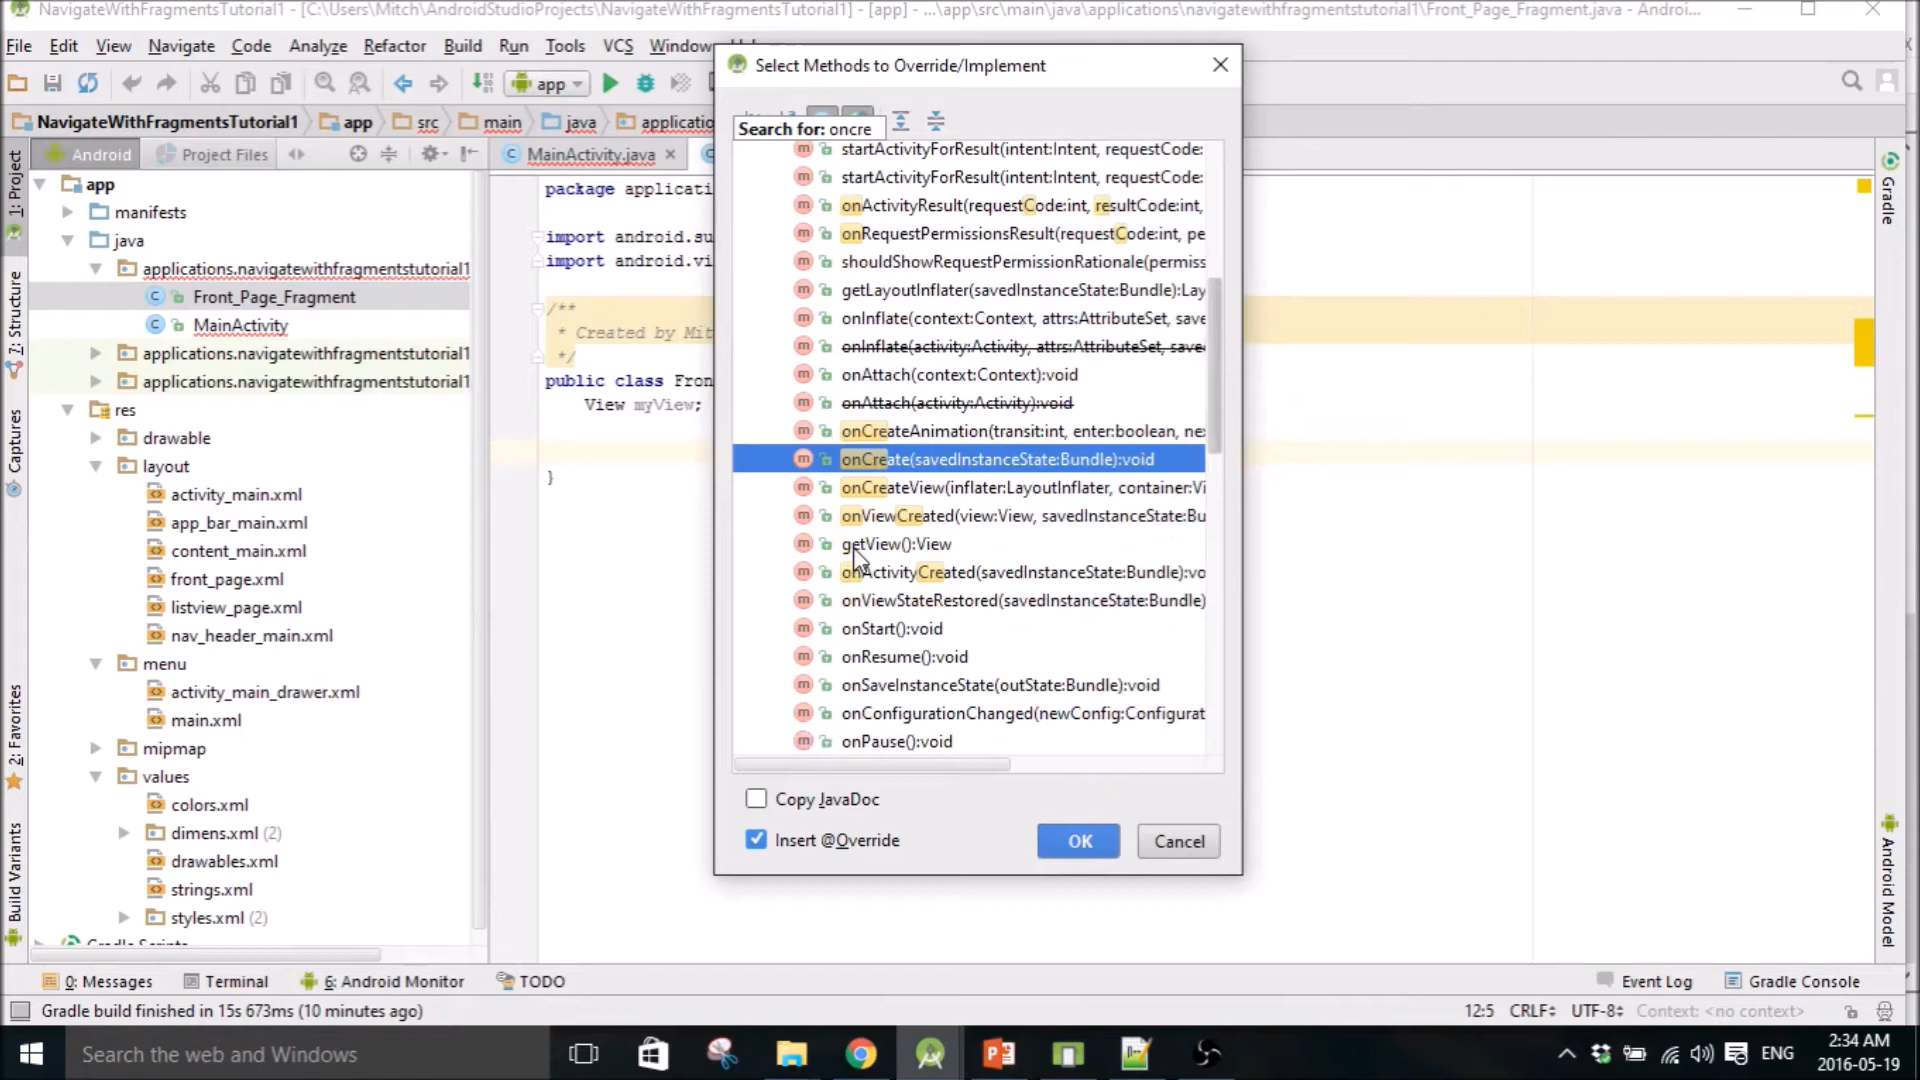 NavigateWithFragmentsTutorial1 - [C:\Users\Mitch\AndroidStudioProjects\NavigateWithFragmentsTutorial1] - [app] - ...\app\src\main\java\applications\navigatewithfragmentstutorial1\Front_Page_Fragment.java - Androi...
File Edit View Navigate Code Analyze Refactor Build Run Tools VCS Window
app
NavigateWithFragmentsTutorial1 app src main java applicatio
Android Project Files MainActivity.java
1: Project
7: Structure
Captures
2: Favorites
Build Variants
app
manifests
java
applications.navigatewithfragmentstutorial1
Front_Page_Fragment
MainActivity
applications.navigatewithfragmentstutorial1
applications.navigatewithfragmentstutorial1
res
drawable
layout
activity_main.xml
app_bar_main.xml
content_main.xml
front_page.xml
listview_page.xml
nav_header_main.xml
menu
activity_main_drawer.xml
main.xml
mipmap
values
colors.xml
dimens.xml (2)
drawables.xml
strings.xml
styles.xml (2)
Gradle Scripts
package applicati
import android.su
import android.vi
/**
* Created by Mit
*/
public class Fron
View myView;
}
Select Methods to Override/Implement
Search for: oncre
startActivityForResult(intent:Intent, requestCode:
startActivityForResult(intent:Intent, requestCode:
onActivityResult(requestCode:int, resultCode:int,
onRequestPermissionsResult(requestCode:int, pe
shouldShowRequestPermissionRationale(permiss
getLayoutInflater(savedInstanceState:Bundle):Lay
onInflate(context:Context, attrs:AttributeSet, save
onInflate(activity:Activity, attrs:AttributeSet, save
onAttach(context:Context):void
onAttach(activity:Activity):void
onCreateAnimation(transit:int, enter:boolean, ne
onCreate(savedInstanceState:Bundle):void
onCreateView(inflater:LayoutInflater, container:Vi
onViewCreated(view:View, savedInstanceState:Bu
getView():View
onActivityCreated(savedInstanceState:Bundle):vo
onViewStateRestored(savedInstanceState:Bundle)
onStart():void
onResume():void
onSaveInstanceState(outState:Bundle):void
onConfigurationChanged(newConfig:Configurat
onPause():void
Copy JavaDoc
Insert @Override
OK Cancel
Gradle
Android Model
0: Messages Terminal 6: Android Monitor TODO Event Log Gradle Console
Gradle build finished in 15s 673ms (10 minutes ago) 12:5 CRLF UTF-8 Context: <no context>
Search the web and Windows
ENG
2:34 AM
2016-05-19